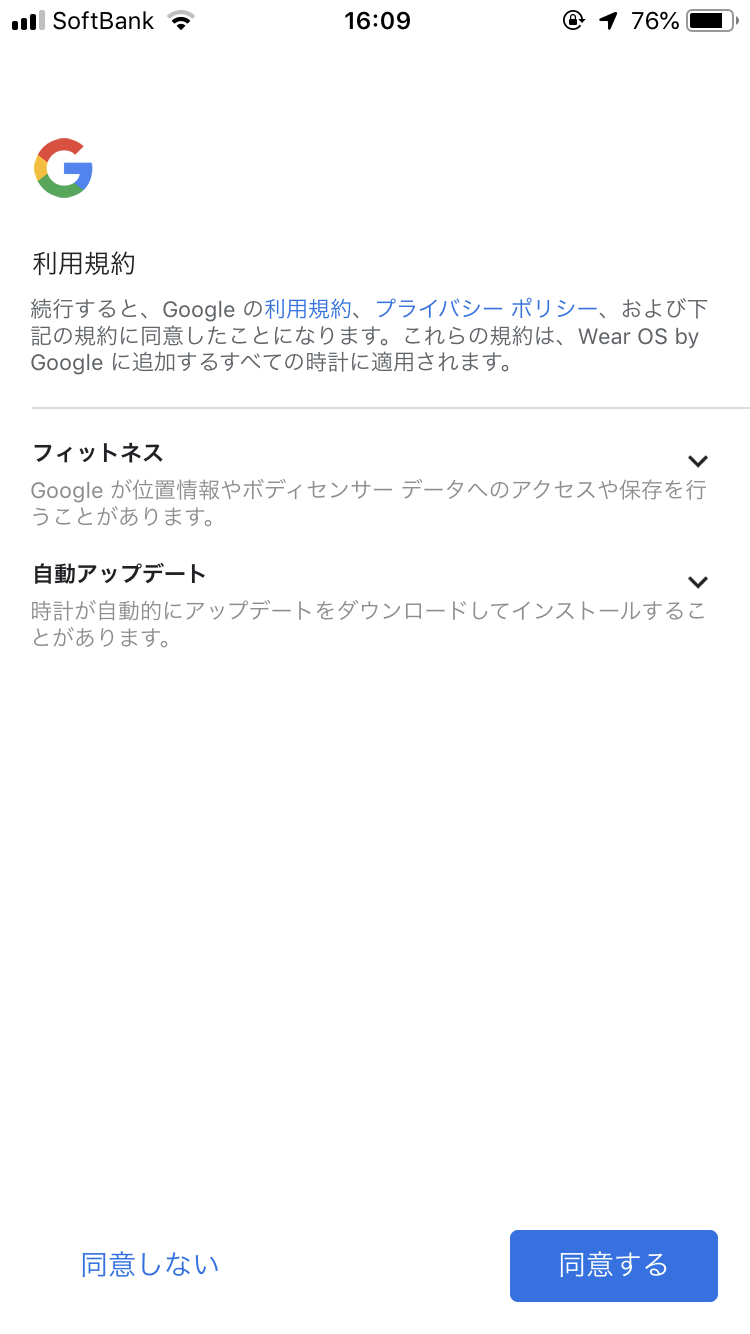 SoftBank 16:09 76%
利用規約
続行すると、Google の利用規約、プライバシー ポリシー、および下
記の規約に同意したことになります。これらの規約は、Wear OS by
Google に追加するすべての時計に適用されます。
フィットネス
Google が位置情報やボディセンサー データへのアクセスや保存を行
うことがあります。
自動アップデート
時計が自動的にアップデートをダウンロードしてインストールするこ
とがあります。
同意しない 同意する